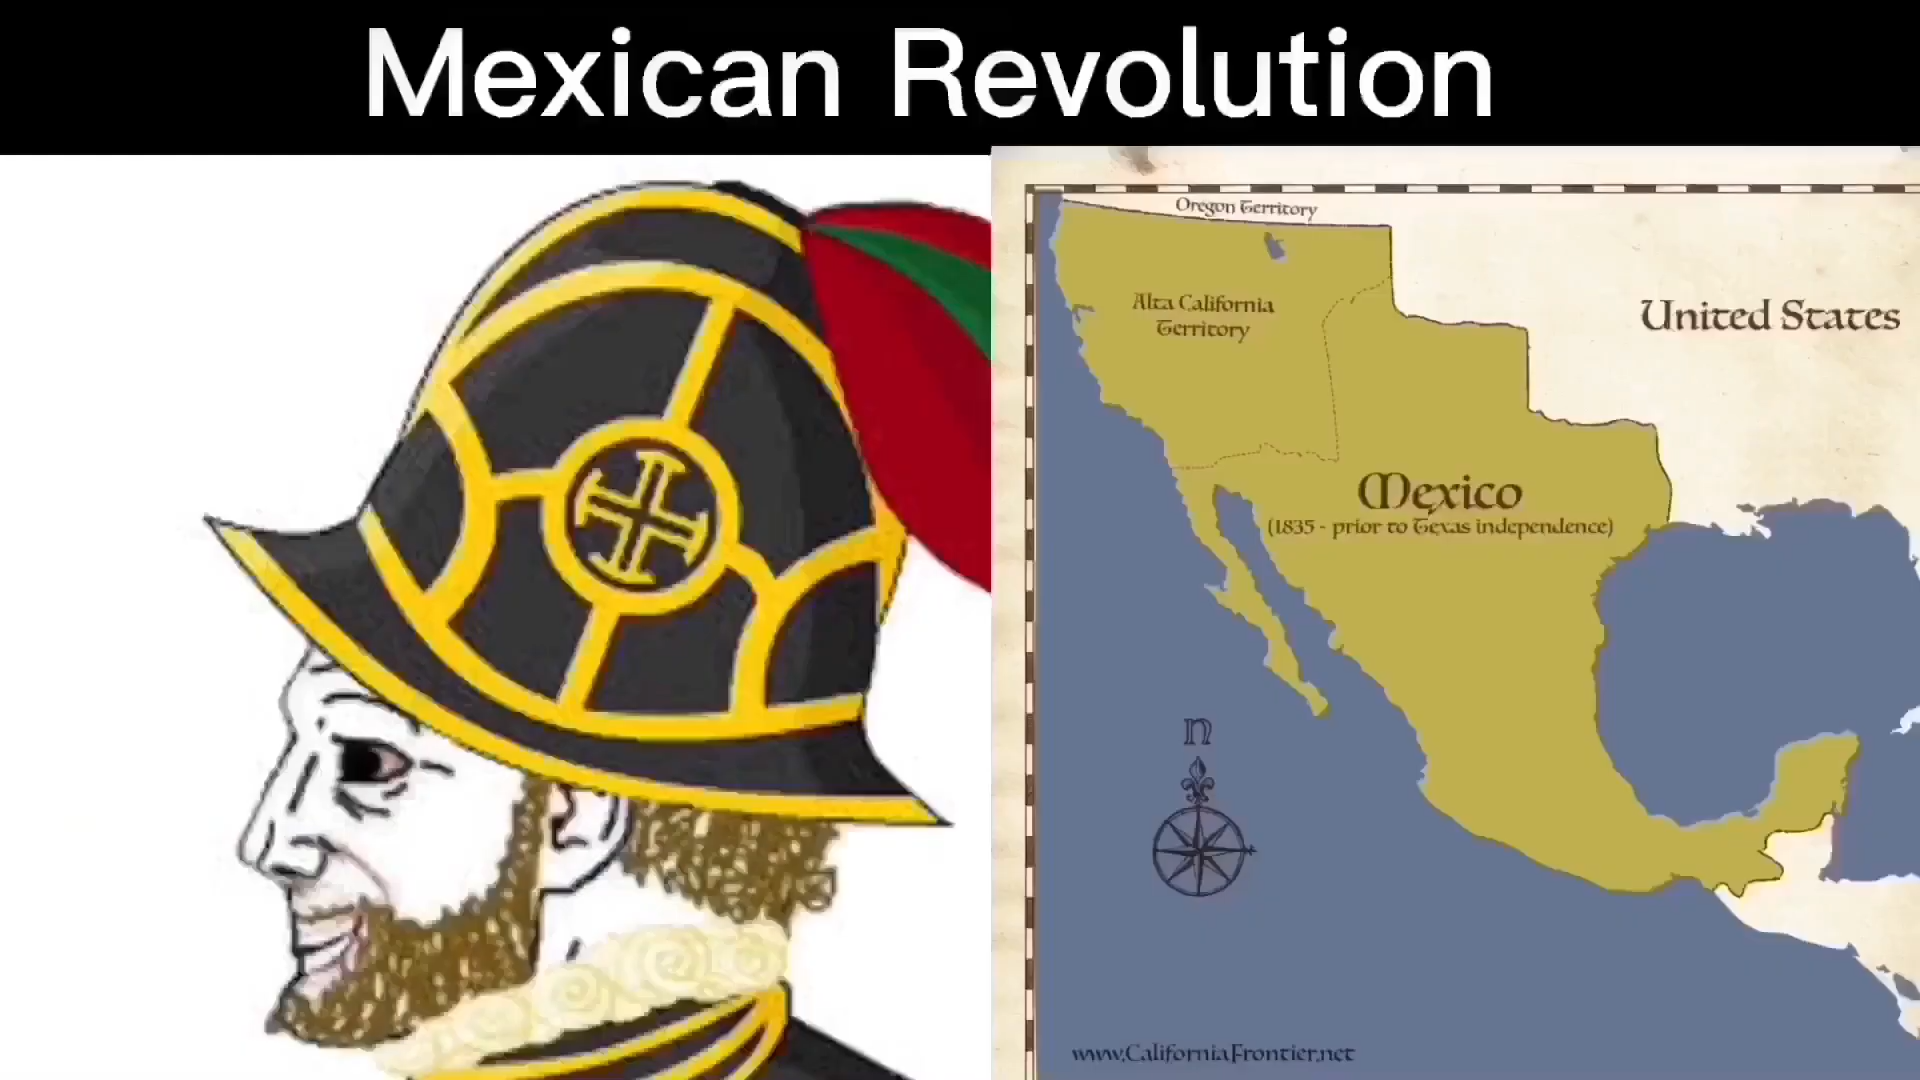 Mexican Revolution
Oregon Territory
Alta California
Territory
United States
Mexico
(1835 - prior to Texas independence)
n
www.CaliforniaFrontier.net